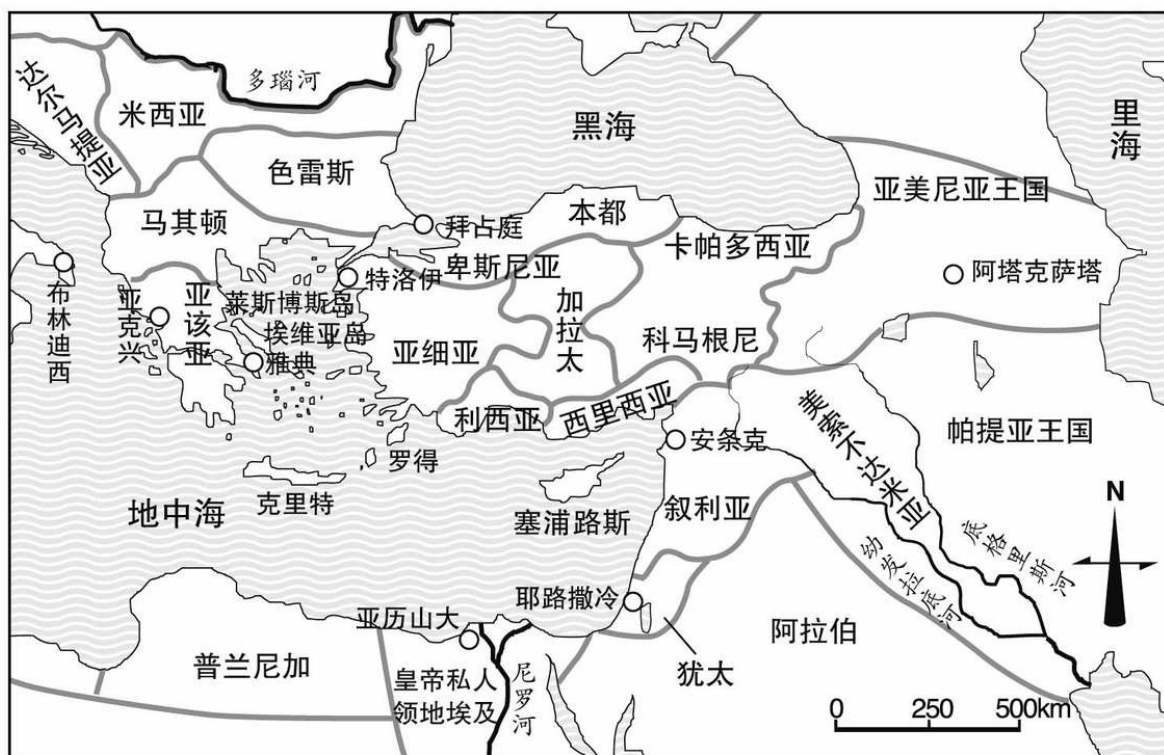 多瑙河
达尔马提亚
米西亚
黑海
里海
色雷斯
亚美尼亚王国
马其顿
拜占庭
本都
卡帕多西亚
阿塔克萨塔
特洛伊
卑斯尼亚
布林迪西
亚克兴
亚该亚
莱斯博斯岛
埃维亚岛
雅典
加拉太
科马根尼
亚细亚
利西亚
西里西亚
美索不达米亚
帕提亚王国
安条克
罗得
克里特
地中海
塞浦路斯
叙利亚
N
幼发拉底河
底格里斯河
耶路撒冷
亚历山大
阿拉伯
普兰尼加
皇帝私人
领地埃及
尼罗河
犹太
0 250 500km